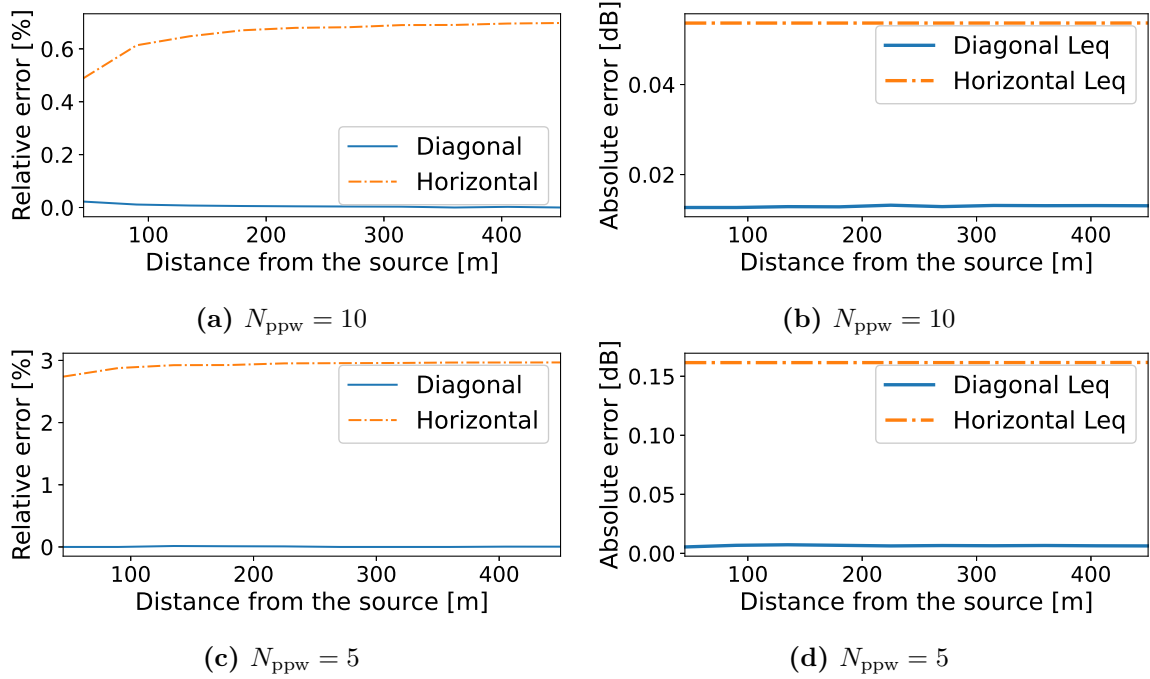 Relative error [%]
0.6
0.4
0.2
0.0
Diagonal
Horizontal
100 200 300 400
Distance from the source [m]
(a) N_ppw = 10
Absolute error [dB]
0.04
0.02
Diagonal Leq
Horizontal Leq
100 200 300 400
Distance from the source [m]
(b) N_ppw = 10
Relative error [%]
3
2
1
0
Diagonal
Horizontal
100 200 300 400
Distance from the source [m]
(c) N_ppw = 5
Absolute error [dB]
0.15
0.10
0.05
0.00
Diagonal Leq
Horizontal Leq
100 200 300 400
Distance from the source [m]
(d) N_ppw = 5